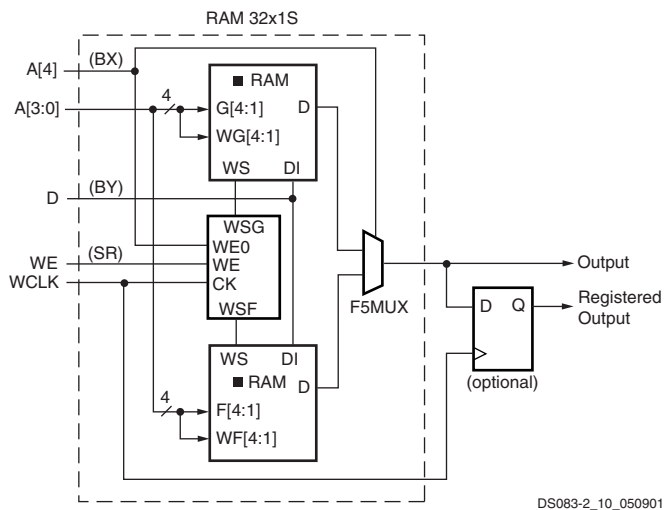 RAM 32x1S
A[4]
(BX)
A[3:0]
4
RAM
G[4:1]
D
WG[4:1]
WS
DI
D
(BY)
WSG
WE0
WE
(SR)
WE
WCLK
CK
WSF
F5MUX
Output
D
Q
Registered
Output
(optional)
WS
DI
RAM
D
4
F[4:1]
WF[4:1]
DS083-2_10_050901